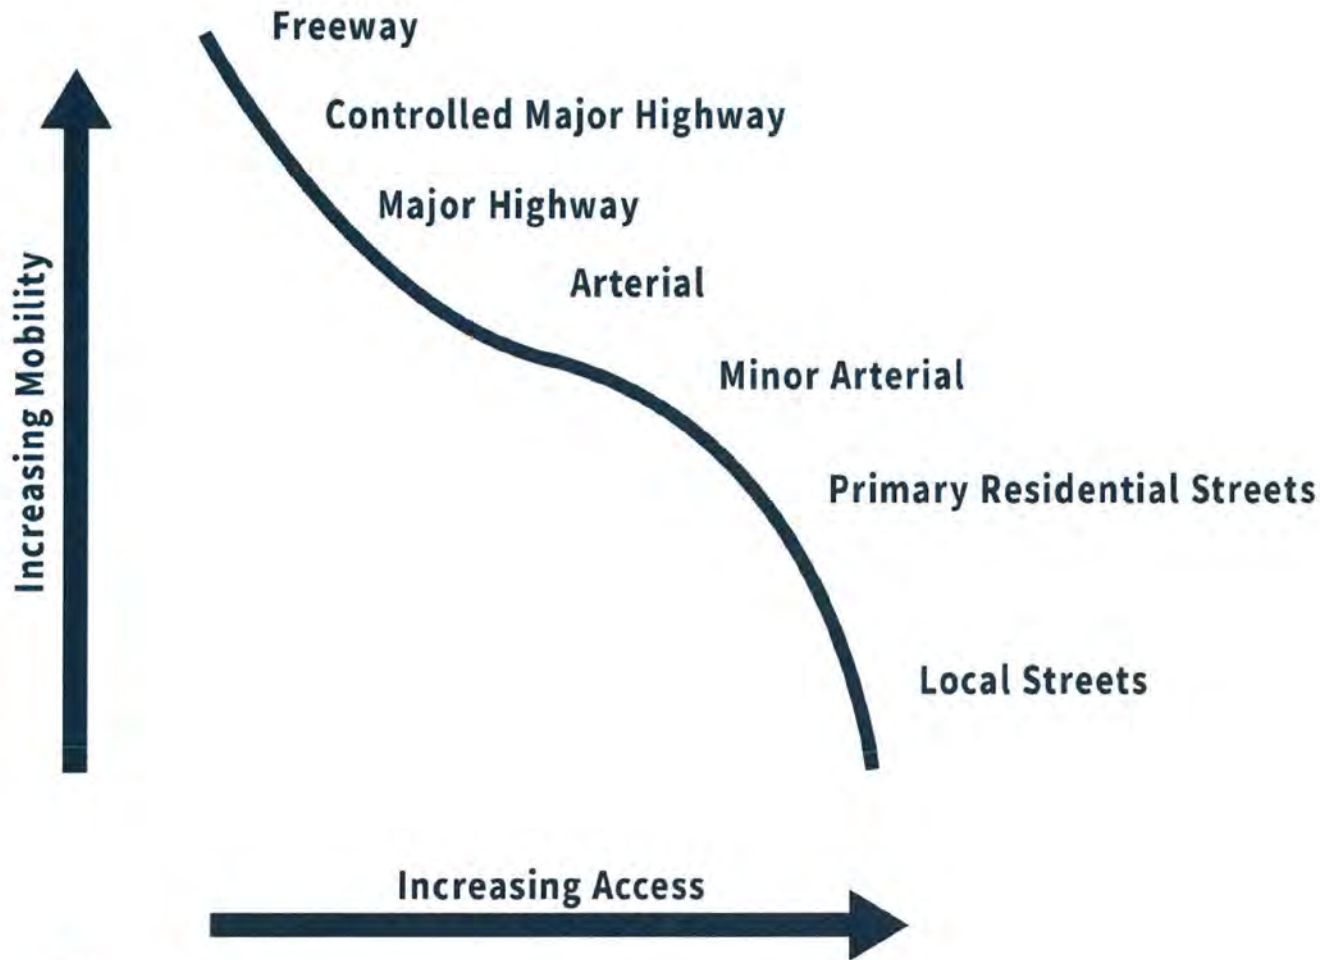 Freeway
Controlled Major Highway
Major Highway
Arterial
Minor Arterial
Primary Residential Streets
Local Streets
Increasing Mobility
Increasing Access